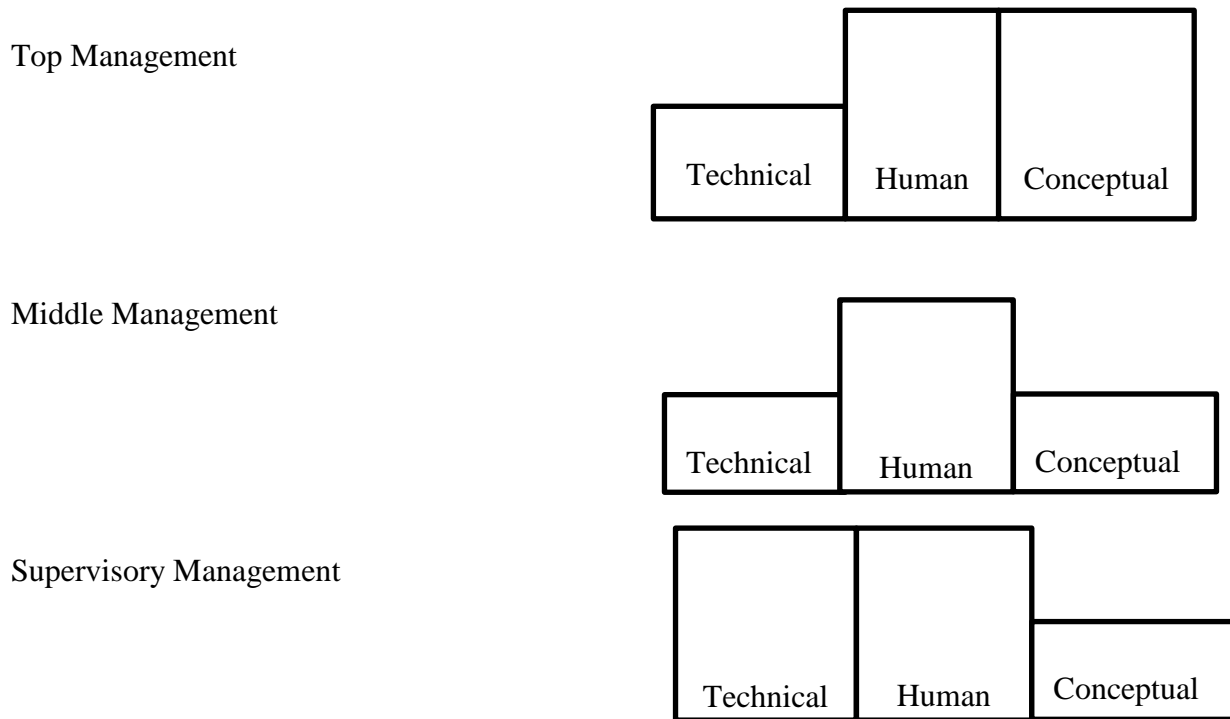 Top Management
Technical Human Conceptual
Middle Management
Technical Human Conceptual
Supervisory Management
Technical Human Conceptual